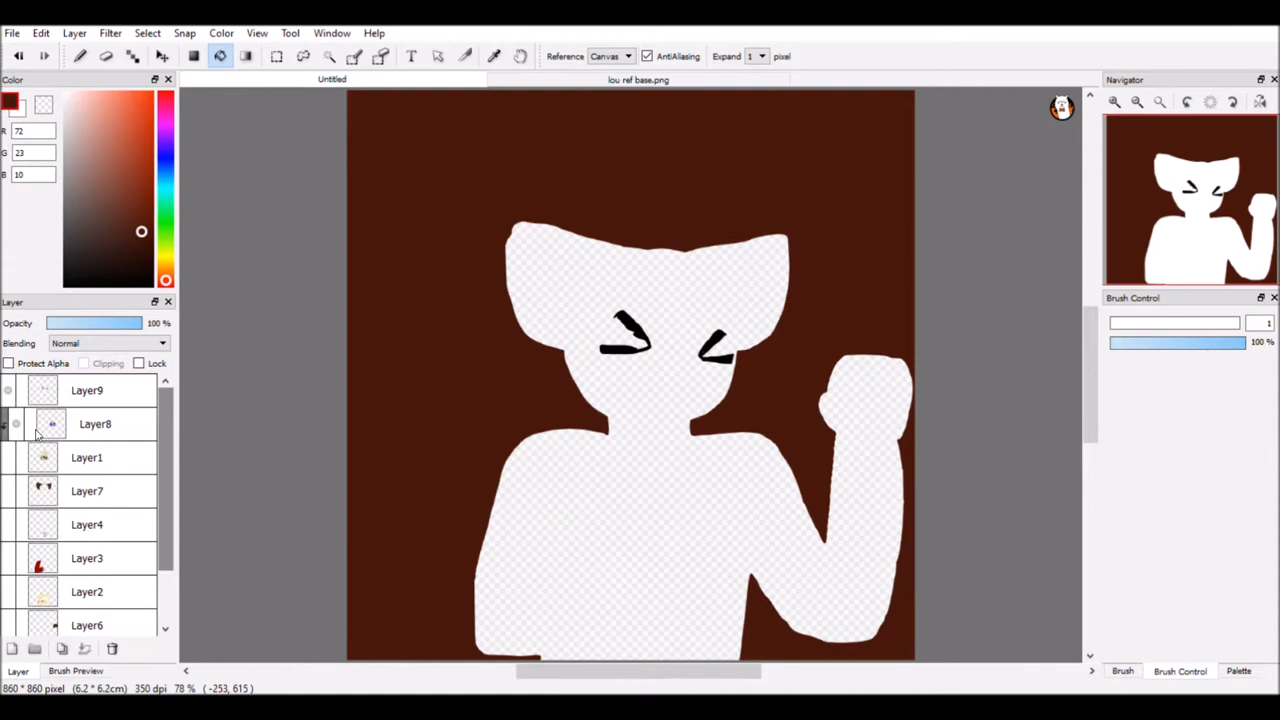 File Edit Layer Filter Select Snap Color View Tool Window Help
Reference Canvas AntiAliasing Expand 1 pixel
Color
Untitled
lou ref base.png
Navigator
R 72
G 23
B 10
Layer
Opacity 100 %
Blending Normal
Protect Alpha Clipping Lock
Layer9
Layer8
Layer1
Layer7
Layer4
Layer3
Layer2
Layer6
Brush Control
1
100 %
Layer Brush Preview
Brush Brush Control Palette
860 * 860 pixel (6.2 * 6.2cm) 350 dpi 78 % ( -253, 615 )